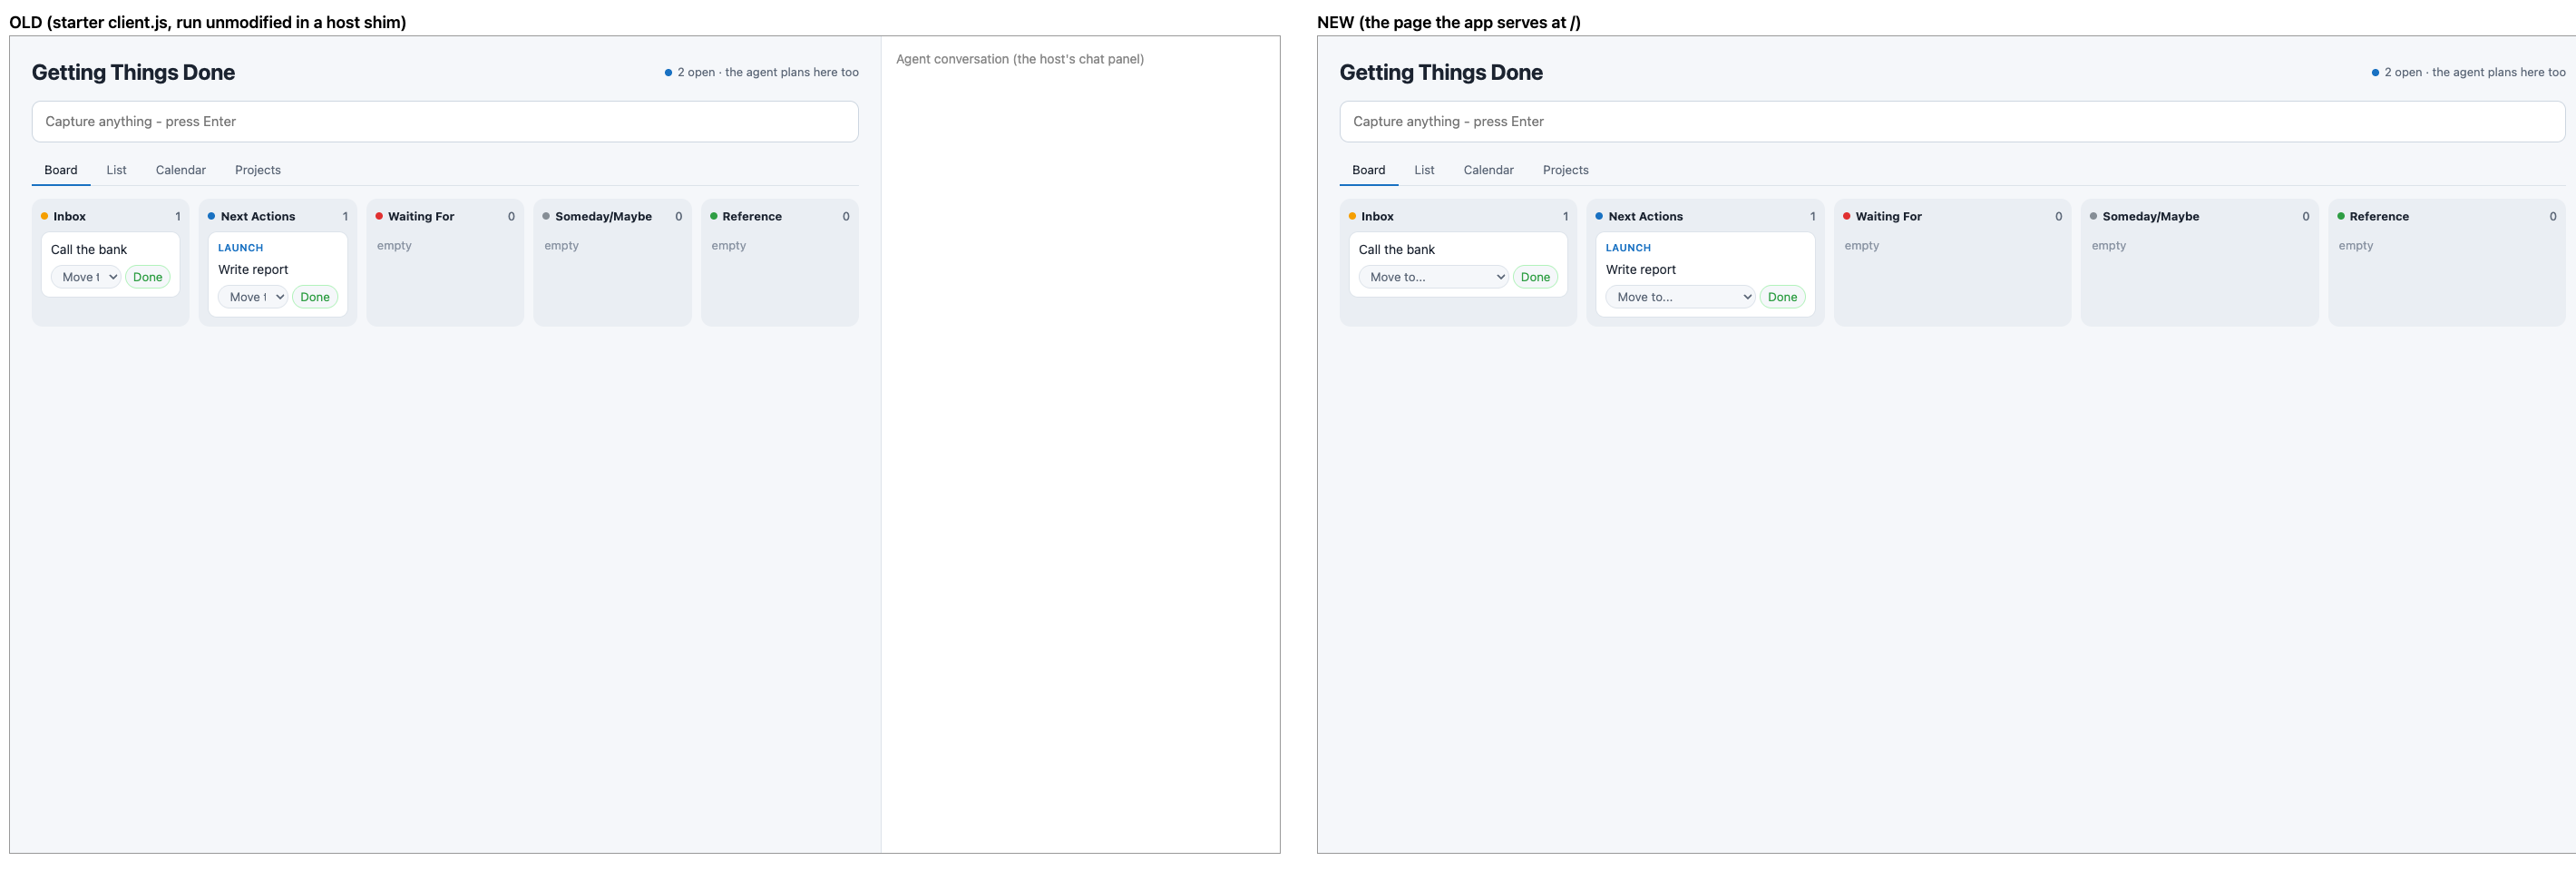 OLD (starter client.js, run unmodified in a host shim)
Getting Things Done
2 open · the agent plans here too
Capture anything - press Enter
Board List Calendar Projects
Inbox 1
Call the bank
Move t Done
Next Actions 1
LAUNCH
Write report
Move t Done
Waiting For 0
empty
Someday/Maybe 0
empty
Reference 0
empty
Agent conversation (the host's chat panel)
NEW (the page the app serves at /)
Getting Things Done
2 open · the agent plans here too
Capture anything - press Enter
Board List Calendar Projects
Inbox 1
Call the bank
Move to... Done
Next Actions 1
LAUNCH
Write report
Move to... Done
Waiting For 0
empty
Someday/Maybe 0
empty
Reference 0
empty